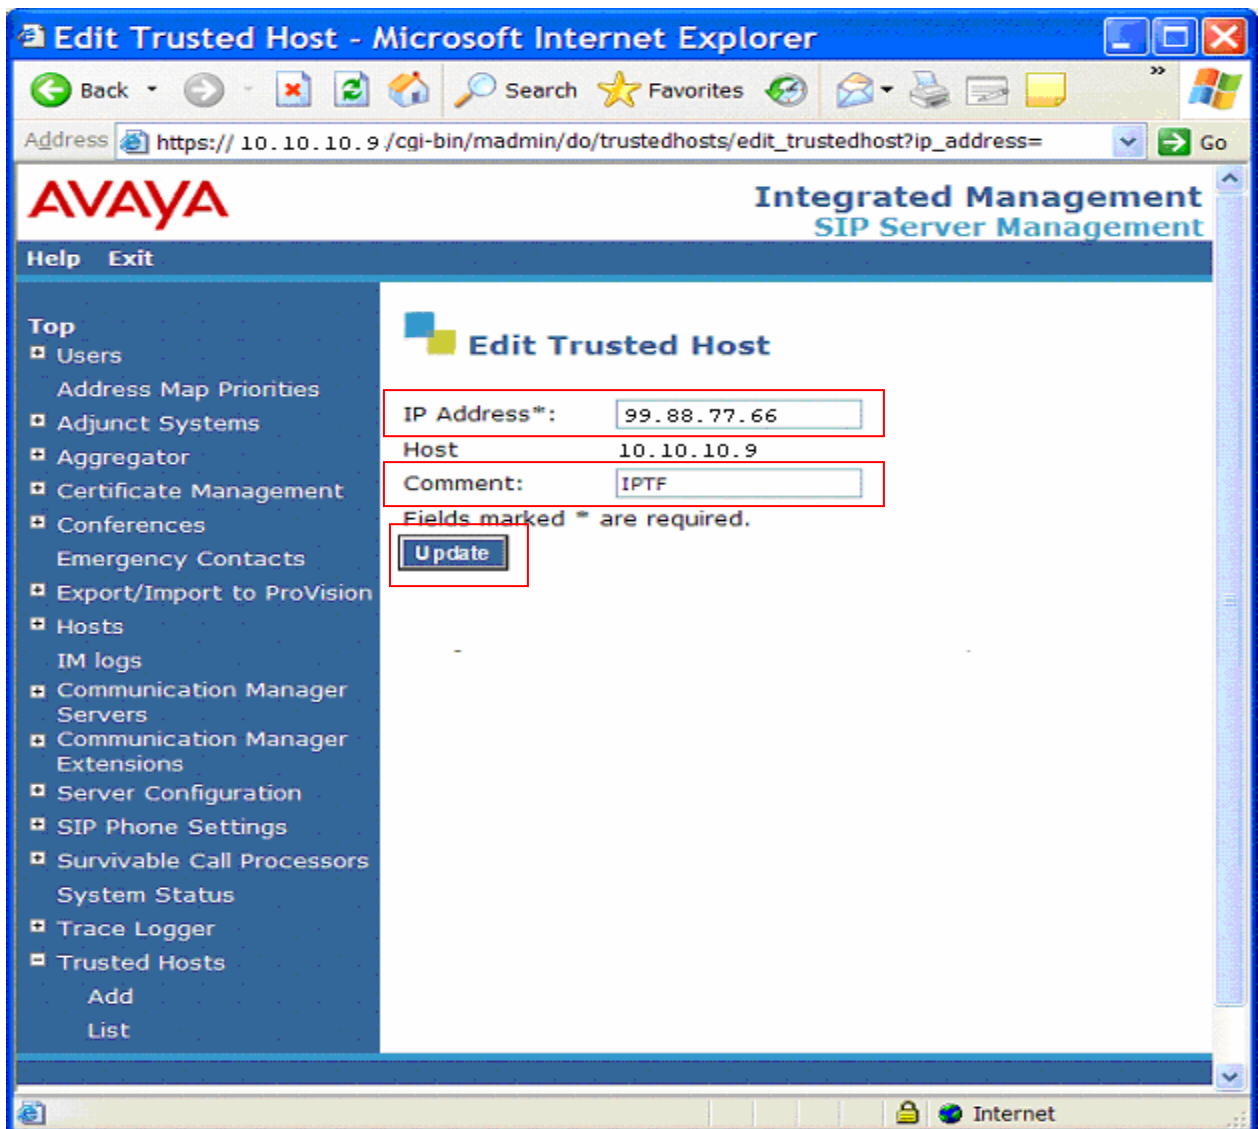 Edit Trusted Host - Microsoft Internet Explorer
Back Search Favorites »
Address https:// 10.10.10.9 /cgi-bin/madmin/do/trustedhosts/edit_trustedhost?ip_address= Go
AVAYA
Integrated Management
SIP Server Management
Help Exit
Top
Users
Address Map Priorities
Adjunct Systems
Aggregator
Certificate Management
Conferences
Emergency Contacts
Export/Import to ProVision
Hosts
IM logs
Communication Manager
Servers
Communication Manager
Extensions
Server Configuration
SIP Phone Settings
Survivable Call Processors
System Status
Trace Logger
Trusted Hosts
Add
List
Edit Trusted Host
IP Address*: 99.88.77.66
Host 10.10.10.9
Comment: IPTF
Fields marked * are required.
Update
Internet